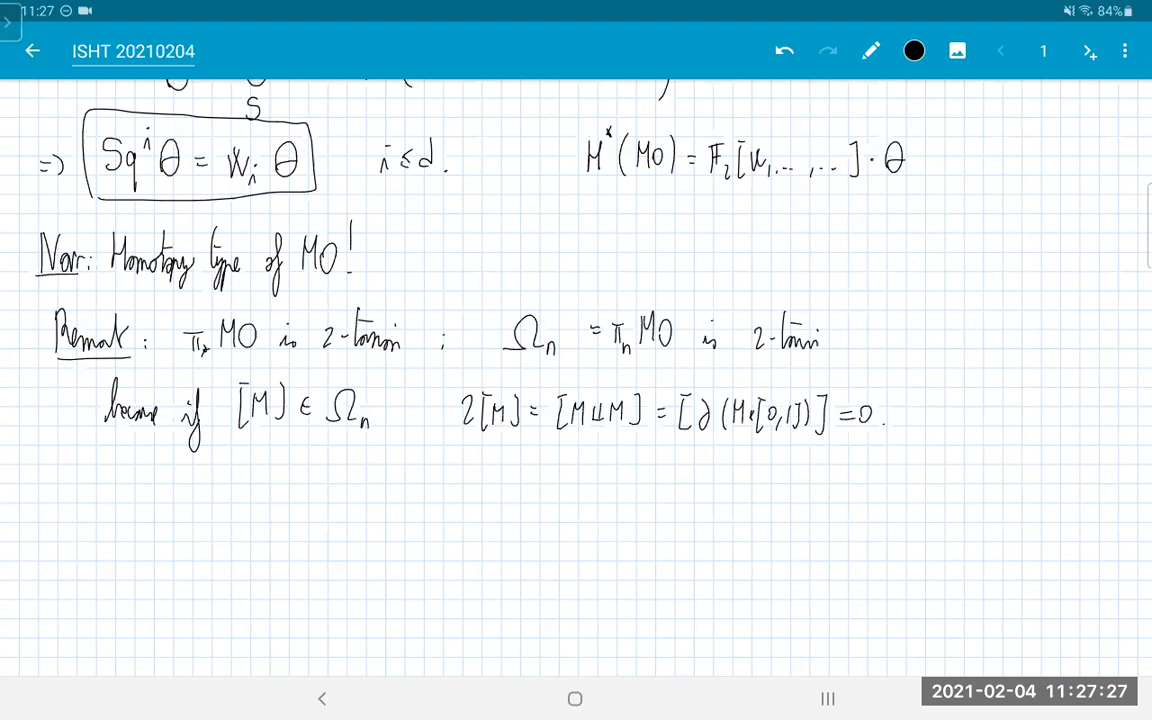 11:27
84%
ISHT 20210204
1
=> Sq^i θ = w_i θ i ≤ d. H^*(MO) = F_2[w_1, ..., ...] · θ
Now: Homotopy type of MO!
Remark: π_* MO is 2-torsion : Ω_n = π_n MO is 2-torsion
because if [M] ∈ Ω_n 2[M] = [M ⊔ M] = [∂(M × [0,1])] = 0.
2021-02-04 11:27:27